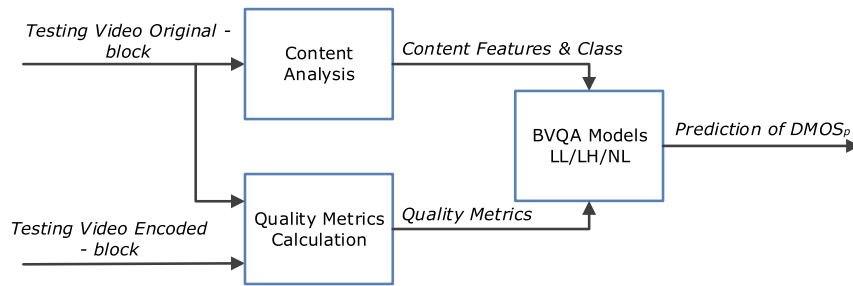 Testing Video Original -
block
Content
Analysis
Content Features & Class
BVQA Models
LL/LH/NL
Prediction of DMOSp
Testing Video Encoded
- block
Quality Metrics
Calculation
Quality Metrics